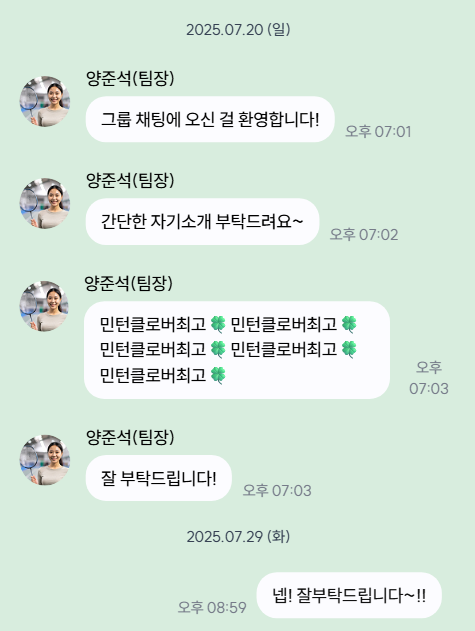 2025.07.20 (일)
양준석(팀장)
그룹 채팅에 오신 걸 환영합니다!
오후 07:01
양준석(팀장)
간단한 자기소개 부탁드려요~
오후 07:02
양준석(팀장)
민턴클로버최고 🍀 민턴클로버최고 🍀
민턴클로버최고 🍀 민턴클로버최고 🍀
민턴클로버최고 🍀
오후
07:03
양준석(팀장)
잘 부탁드립니다!
오후 07:03
2025.07.29 (화)
오후 08:59
넵! 잘부탁드립니다~!!